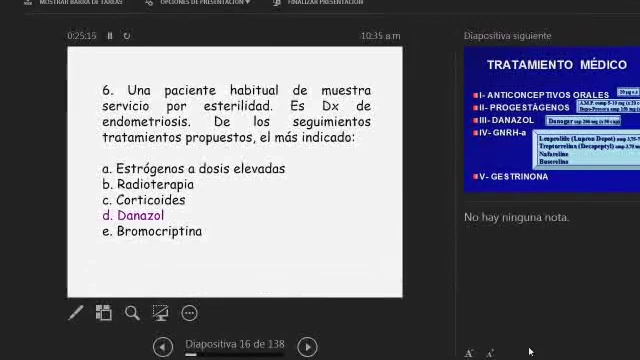 MOSTRAR BARRA DE TAREAS
OPCIONES DE PRESENTACIÓN
FINALIZAR PRESENTACIÓN
0:25:15
10:35 a.m
Diapositiva siguiente
6. Una paciente habitual de muestra
servicio por esterilidad. Es Dx de
endometriosis. De los seguimientos
tratamientos propuestos, el más indicado:
a. Estrógenos a dosis elevadas
b. Radioterapia
c. Corticoides
d. Danazol
e. Bromocriptina
TRATAMIENTO MÉDICO
I- ANTICONCEPTIVOS ORALES
II- PROGESTÁGENOS
III- DANAZOL
IV- GNRH-a
Leuprolide (Lupron Depot)
Treptorrelina (Decapeptyl)
Nafarelina
Buserelina
V- GESTRINONA
No hay ninguna nota.
Diapositiva 16 de 138